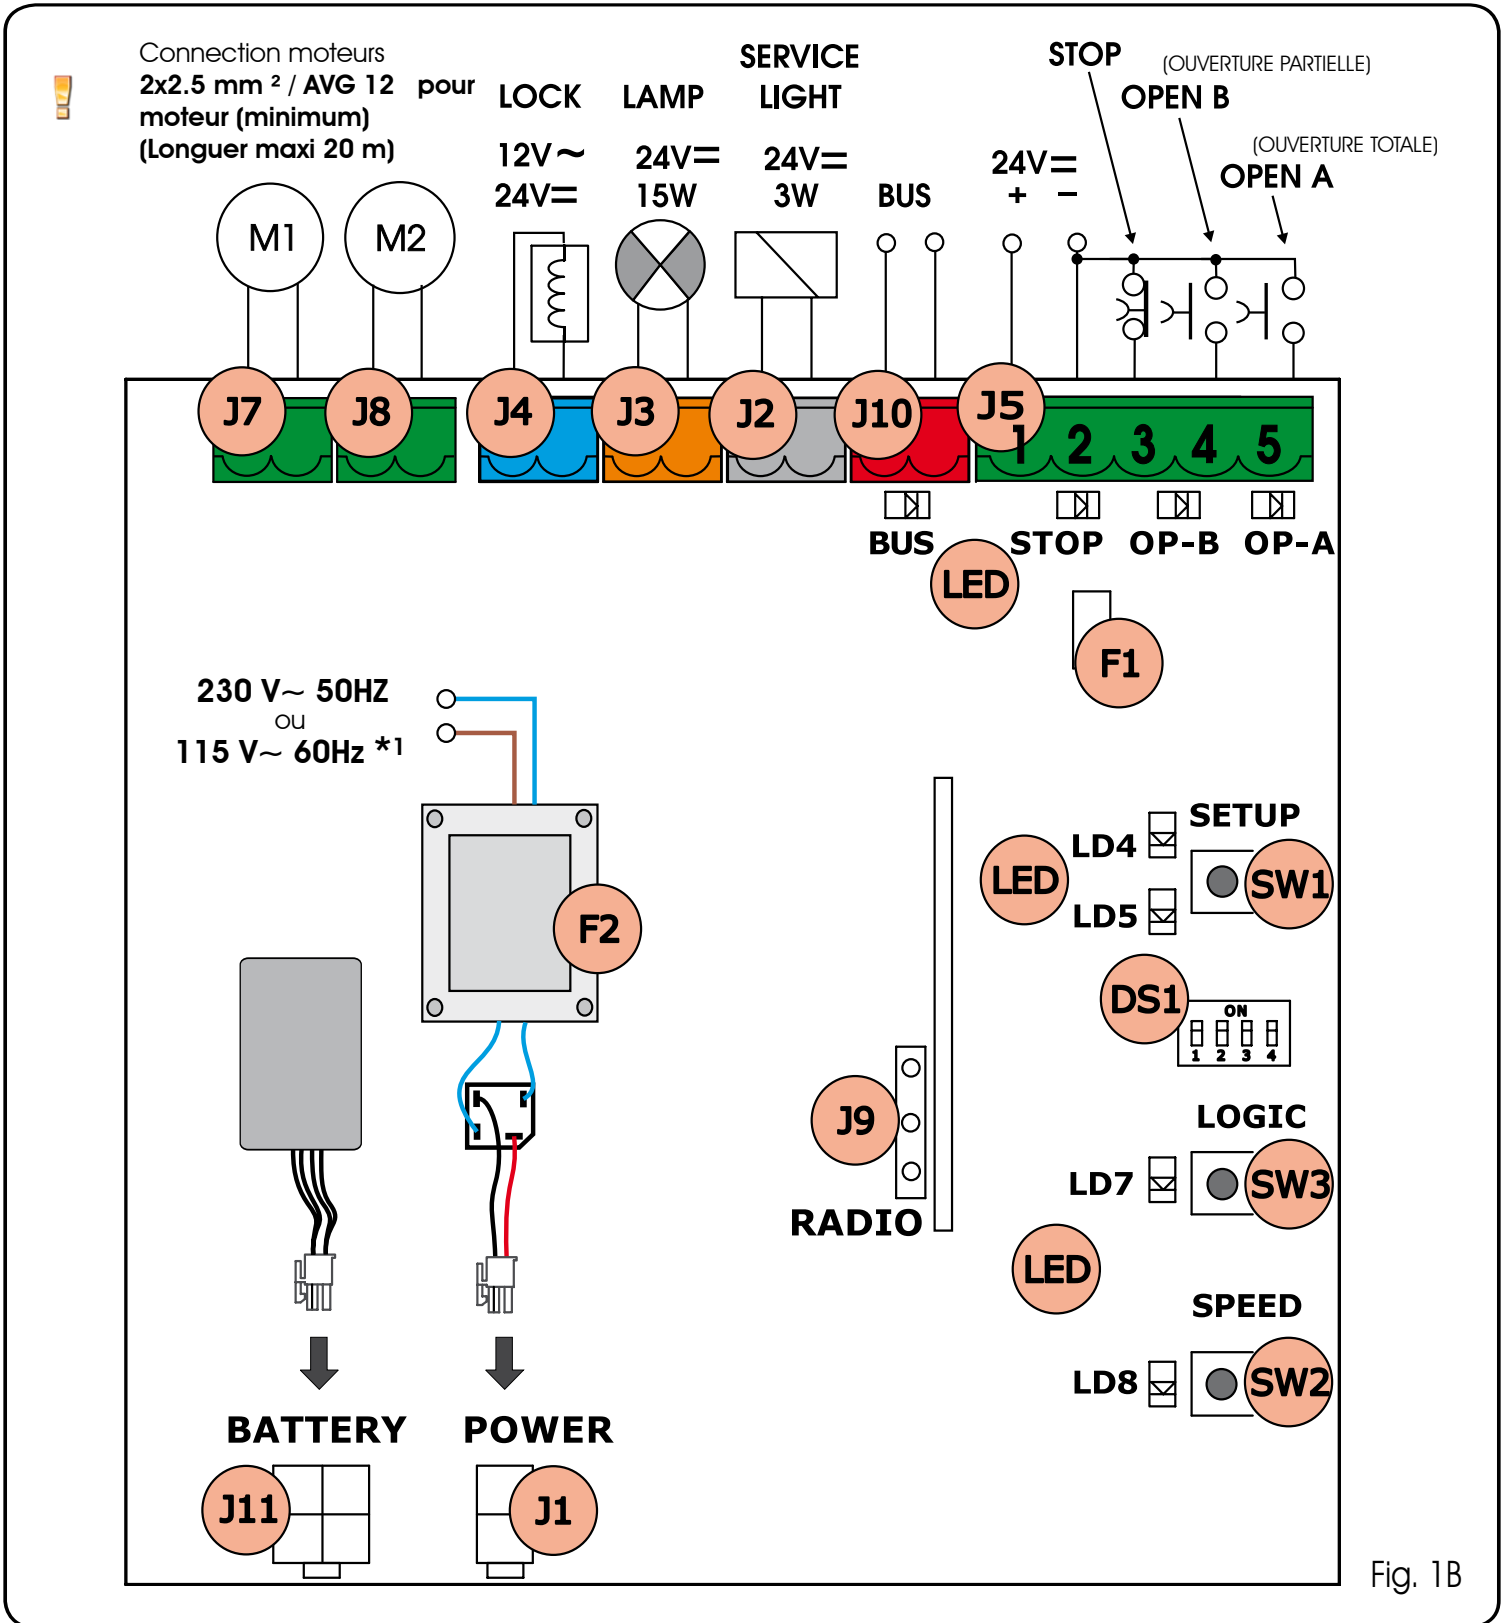 Connection moteurs
2x2.5 mm ² / AVG 12 pour
moteur (minimum)
(Longuer maxi 20 m)
LOCK
12V~
24V=
LAMP
24V=
15W
SERVICE
LIGHT
24V=
3W
BUS
24V=
+ −
STOP
(OUVERTURE PARTIELLE)
OPEN B
(OUVERTURE TOTALE)
OPEN A
M1
M2
J7
J8
J4
J3
J2
J10
J5
1 2 3 4 5
BUS
LED
STOP
OP-B
OP-A
F1
230 V~ 50HZ
ou
115 V~ 60Hz *1
F2
SETUP
LD4
LED
SW1
LD5
DS1
ON
1 2 3 4
LOGIC
J9
LD7
SW3
RADIO
LED
SPEED
LD8
SW2
BATTERY
POWER
J11
J1
Fig. 1B